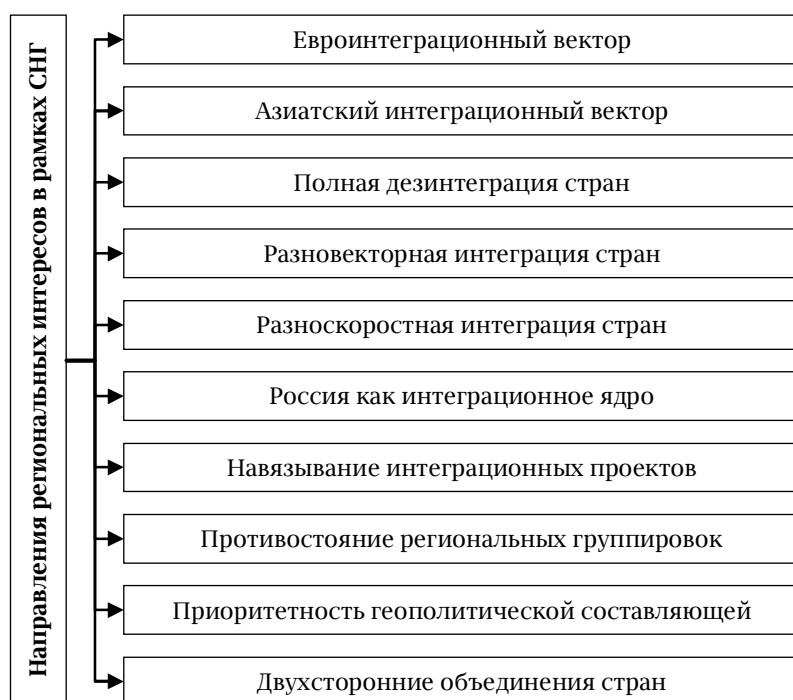 Направления региональных интересов в рамках СНГ
Евроинтеграционный вектор
Азиатский интеграционный вектор
Полная дезинтеграция стран
Разновекторная интеграция стран
Разноскоростная интеграция стран
Россия как интеграционное ядро
Навязывание интеграционных проектов
Противостояние региональных группировок
Приоритетность геополитической составляющей
Двухсторонние объединения стран